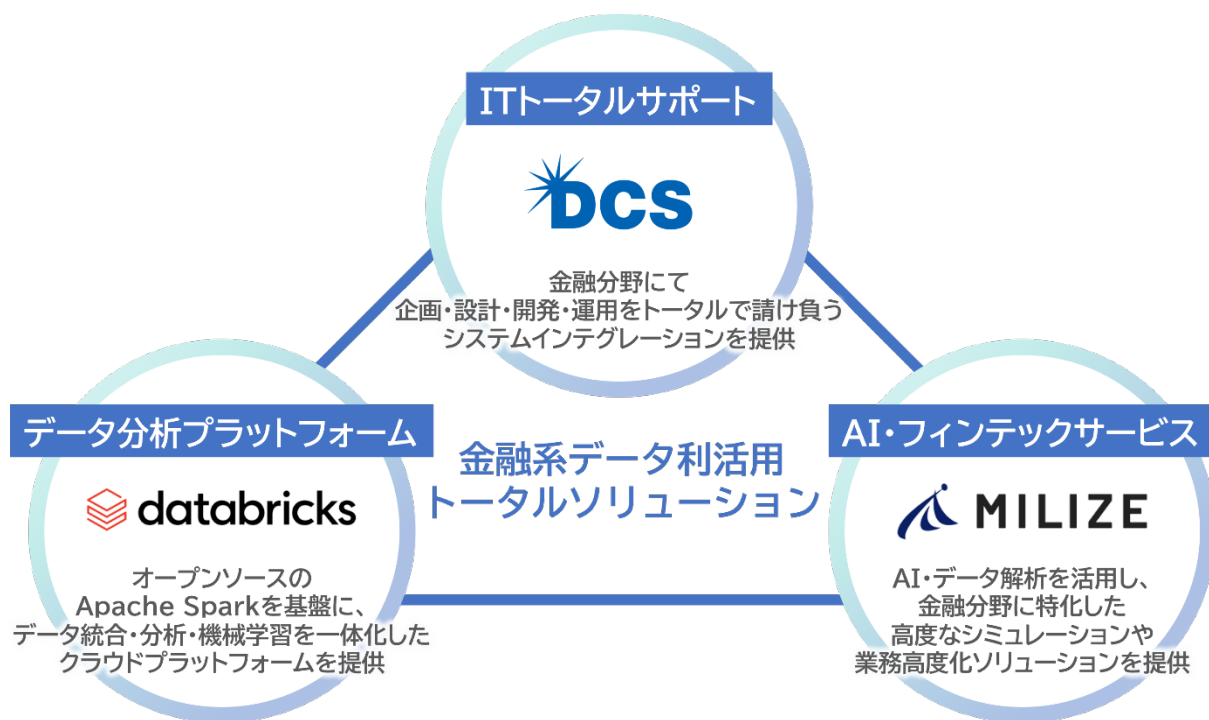 ITトータルサポート
DCS
金融分野にて
企画・設計・開発・運用をトータルで請け負う
システムインテグレーションを提供
データ分析プラットフォーム
databricks
オープンソースの
Apache Sparkを基盤に、
データ統合・分析・機械学習を一体化した
クラウドプラットフォームを提供
金融系データ利活用
トータルソリューション
AI・フィンテックサービス
MILIZE
AI・データ解析を活用し、
金融分野に特化した
高度なシミュレーションや
業務高度化ソリューションを提供